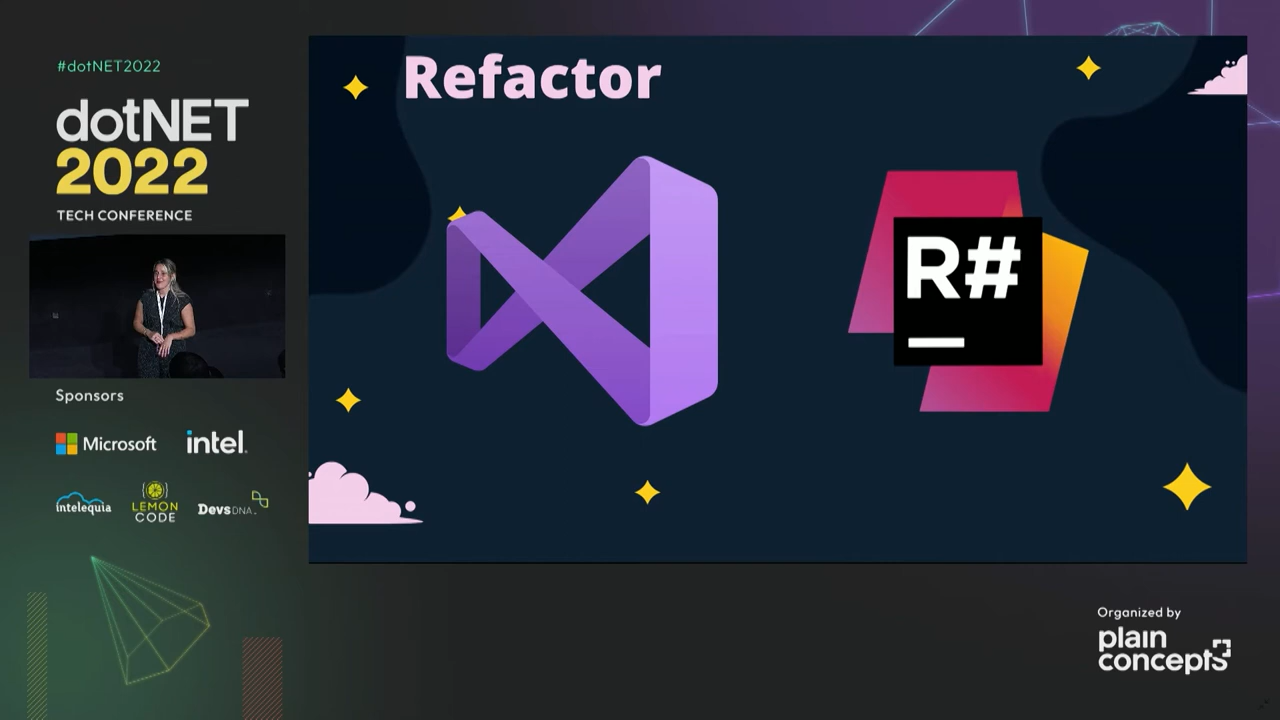 #dotNET2022
dotNET
2022
TECH CONFERENCE
Sponsors
Microsoft
intel.
intelequia
LEMON
CODE
DevsDNA
Refactor
R#
Organized by
plain
concepts